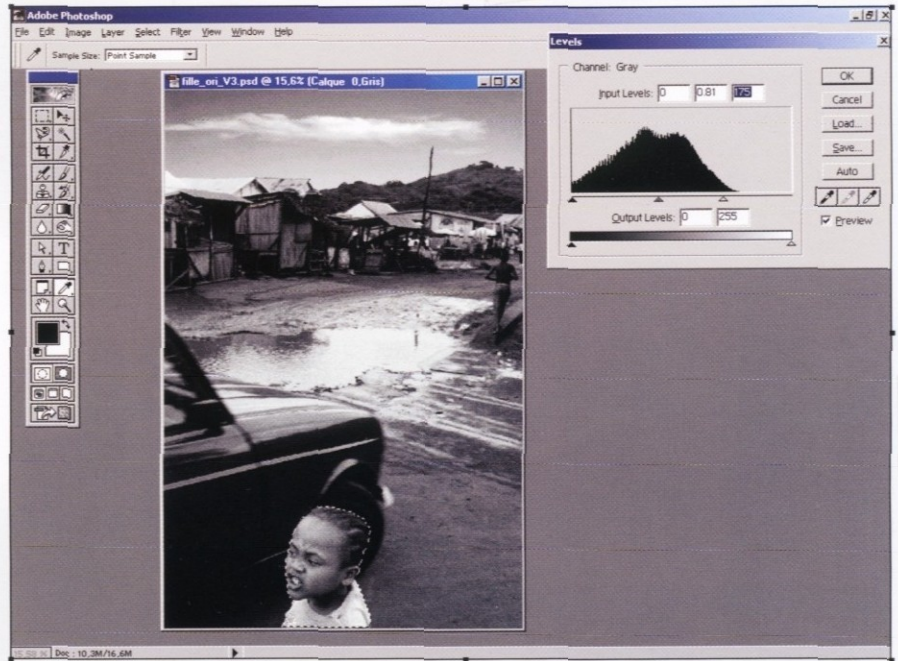 Adobe Photoshop
File Edit Image Layer Select Filter View Window Help
Sample Size: Point Sample
fille_ori_V3.psd @ 15,6% (Calque 0,Gris)
Levels
Channel: Gray
Input Levels: 0 0.81 175
Output Levels: 0 255
OK
Cancel
Load...
Save...
Auto
Preview
T
15.58 % Doc : 10,3M/16,6M